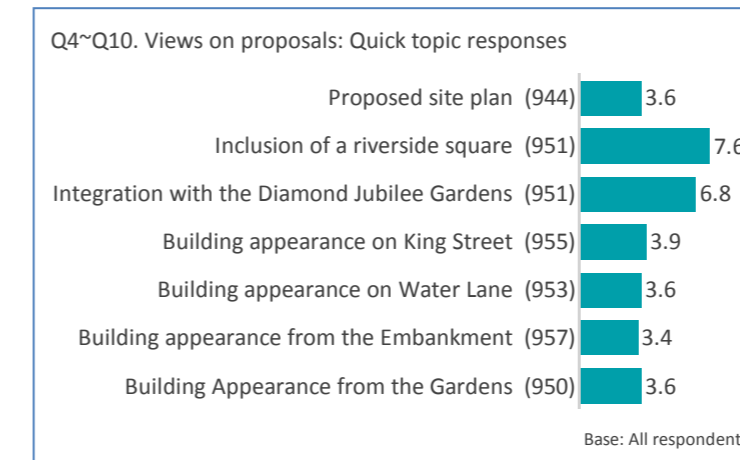 Q4~Q10. Views on proposals: Quick topic responses
Proposed site plan (944) 3.6
Inclusion of a riverside square (951) 7.6
Integration with the Diamond Jubilee Gardens (951) 6.8
Building appearance on King Street (955) 3.9
Building appearance on Water Lane (953) 3.6
Building appearance from the Embankment (957) 3.4
Building Appearance from the Gardens (950) 3.6
Base: All respondent